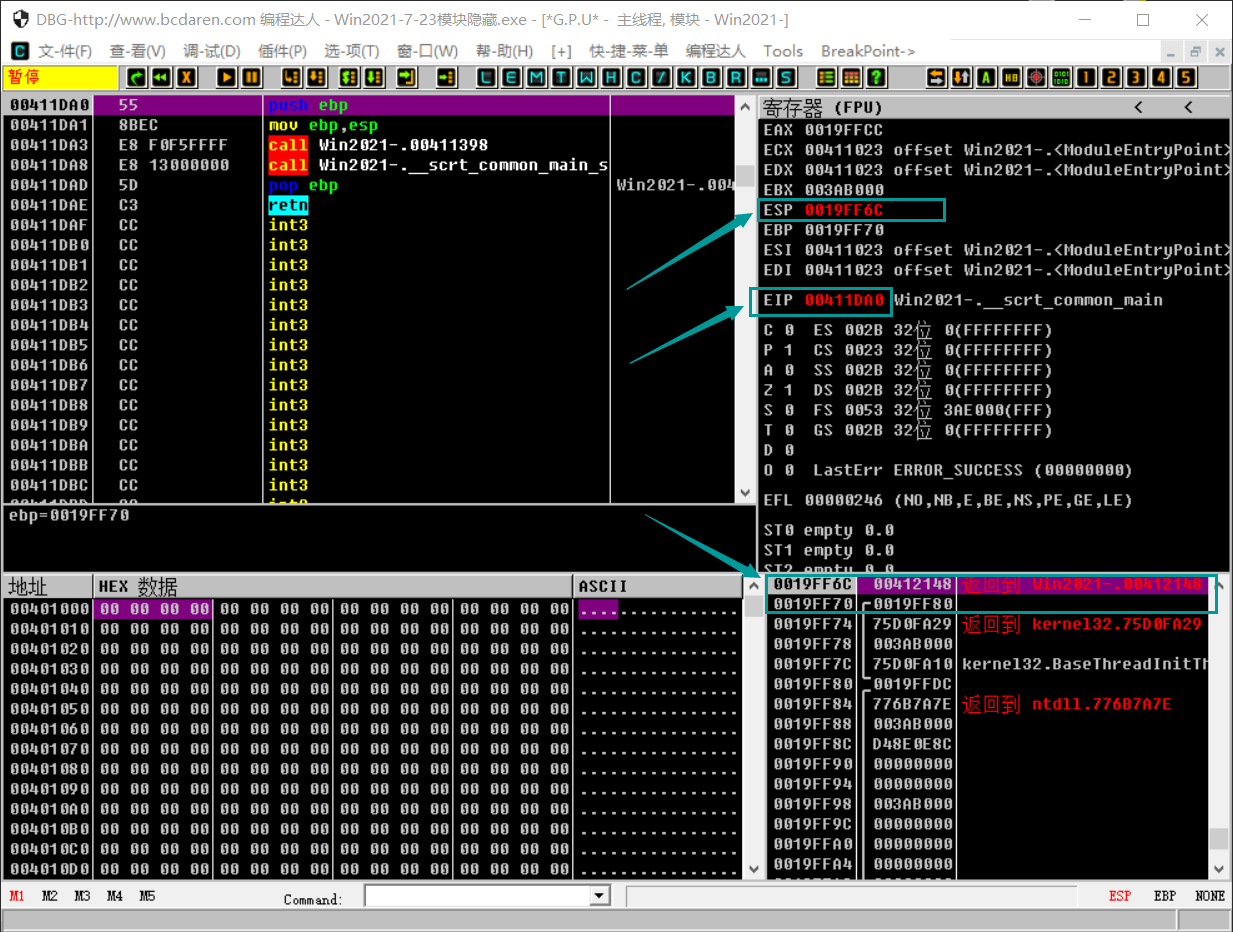 DBG-http://www.bcdaren.com 编程达人 - Win2021-7-23模块隐藏.exe - [*G.P.U* - 主线程, 模块 - Win2021-]
C 文-件(F) 查-看(V) 调-试(D) 插件(P) 选-项(T) 窗-口(W) 帮-助(H) [+] 快-捷-菜-单 编程达人 Tools BreakPoint->
暂停 L E M T W H C / K B R ... S ? A HB 1 2 3 4 5
00411DA0 55 push ebp
00411DA1 8BEC mov ebp,esp
00411DA3 E8 F0F5FFFF call Win2021-.00411398
00411DA8 E8 13000000 call Win2021-.__scrt_common_main_s
00411DAD 5D pop ebp Win2021-.004
00411DAE C3 retn
00411DAF CC int3
00411DB0 CC int3
00411DB1 CC int3
00411DB2 CC int3
00411DB3 CC int3
00411DB4 CC int3
00411DB5 CC int3
00411DB6 CC int3
00411DB7 CC int3
00411DB8 CC int3
00411DB9 CC int3
00411DBA CC int3
00411DBB CC int3
00411DBC CC int3
ebp=0019FF70
寄存器 (FPU) < <
EAX 0019FFCC
ECX 00411023 offset Win2021-.<ModuleEntryPoint>
EDX 00411023 offset Win2021-.<ModuleEntryPoint>
EBX 003AB000
ESP 0019FF6C
EBP 0019FF70
ESI 00411023 offset Win2021-.<ModuleEntryPoint>
EDI 00411023 offset Win2021-.<ModuleEntryPoint>
EIP 00411DA0 Win2021-.__scrt_common_main
C 0 ES 002B 32位 0(FFFFFFFF)
P 1 CS 0023 32位 0(FFFFFFFF)
A 0 SS 002B 32位 0(FFFFFFFF)
Z 1 DS 002B 32位 0(FFFFFFFF)
S 0 FS 0053 32位 3AE000(FFF)
T 0 GS 002B 32位 0(FFFFFFFF)
D 0
O 0 LastErr ERROR_SUCCESS (00000000)
EFL 00000246 (NO,NB,E,BE,NS,PE,GE,LE)
ST0 empty 0.0
ST1 empty 0.0
ST2 empty 0.0
地址 HEX 数据 ASCII
00401000 00 00 00 00 00 00 00 00 00 00 00 00 00 00 00 00 ................
00401010 00 00 00 00 00 00 00 00 00 00 00 00 00 00 00 00 ................
00401020 00 00 00 00 00 00 00 00 00 00 00 00 00 00 00 00 ................
00401030 00 00 00 00 00 00 00 00 00 00 00 00 00 00 00 00 ................
00401040 00 00 00 00 00 00 00 00 00 00 00 00 00 00 00 00 ................
00401050 00 00 00 00 00 00 00 00 00 00 00 00 00 00 00 00 ................
00401060 00 00 00 00 00 00 00 00 00 00 00 00 00 00 00 00 ................
00401070 00 00 00 00 00 00 00 00 00 00 00 00 00 00 00 00 ................
00401080 00 00 00 00 00 00 00 00 00 00 00 00 00 00 00 00 ................
00401090 00 00 00 00 00 00 00 00 00 00 00 00 00 00 00 00 ................
004010A0 00 00 00 00 00 00 00 00 00 00 00 00 00 00 00 00 ................
004010B0 00 00 00 00 00 00 00 00 00 00 00 00 00 00 00 00 ................
004010C0 00 00 00 00 00 00 00 00 00 00 00 00 00 00 00 00 ................
004010D0 00 00 00 00 00 00 00 00 00 00 00 00 00 00 00 00 ................
0019FF6C 00412148 返回到 Win2021-.00412148
0019FF70 0019FF80
0019FF74 75D0FA29 返回到 kernel32.75D0FA29
0019FF78 003AB000
0019FF7C 75D0FA10 kernel32.BaseThreadInitTh
0019FF80 0019FFDC
0019FF84 776B7A7E 返回到 ntdll.776B7A7E
0019FF88 003AB000
0019FF8C D48E0E8C
0019FF90 00000000
0019FF94 00000000
0019FF98 003AB000
0019FF9C 00000000
0019FFA0 00000000
0019FFA4 00000000
M1 M2 M3 M4 M5 Command: ESP EBP NONE